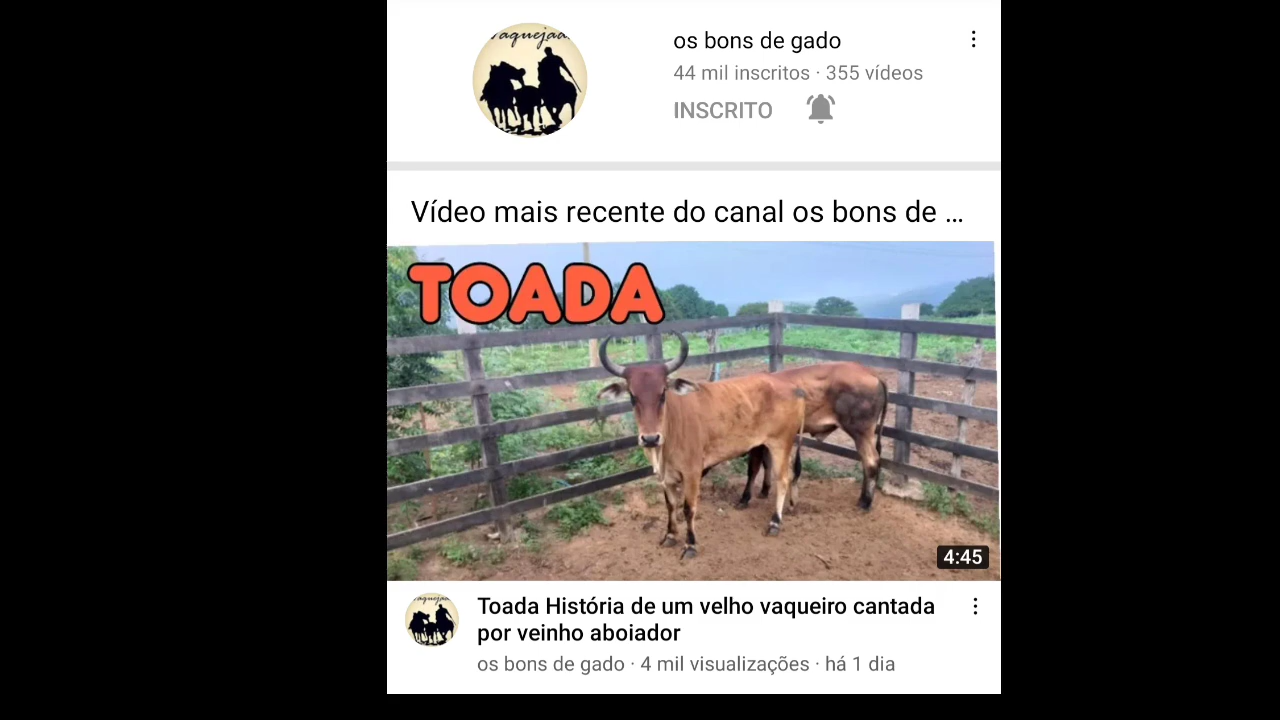 os bons de gado
44 mil inscritos · 355 vídeos
INSCRITO
Vídeo mais recente do canal os bons de ...
TOADA
4:45
Toada História de um velho vaqueiro cantada
por veinho aboiador
os bons de gado · 4 mil visualizações · há 1 dia